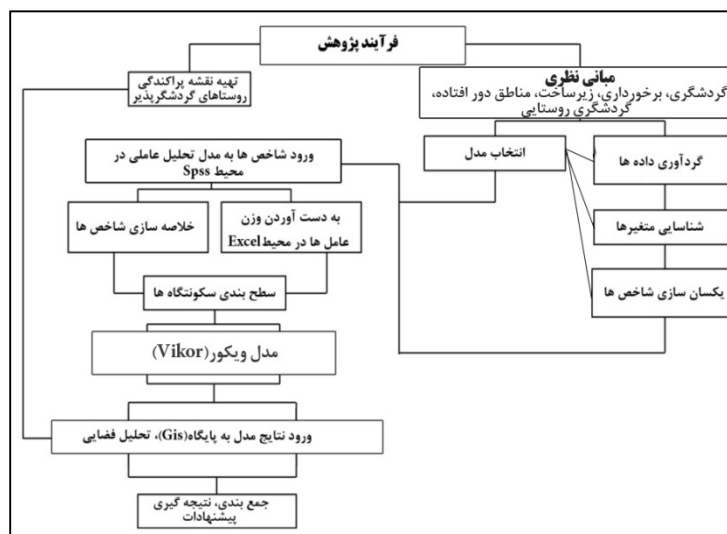 فرآیند پژوهش
مبانی نظری
گردشگری، برخورداری، زیرساخت، مناطق دور افتاده،
گردشگری روستایی
تهیه نقشه پراکندگی
روستاهای گردشگرپذیر
گردآوری داده ها
انتخاب مدل
ورود شاخص ها به مدل تحلیل عاملی در
محیط Spss
شناسایی متغیرها
به دست آوردن وزن
عامل ها در محیط Excel
خلاصه سازی شاخص ها
یکسان سازی شاخص ها
سطح بندی سکونتگاه ها
مدل ویکور(Vikor)
ورود نتایج مدل به پایگاه(Gis)، تحلیل فضایی
جمع بندی، نتیجه گیری
پیشنهادات